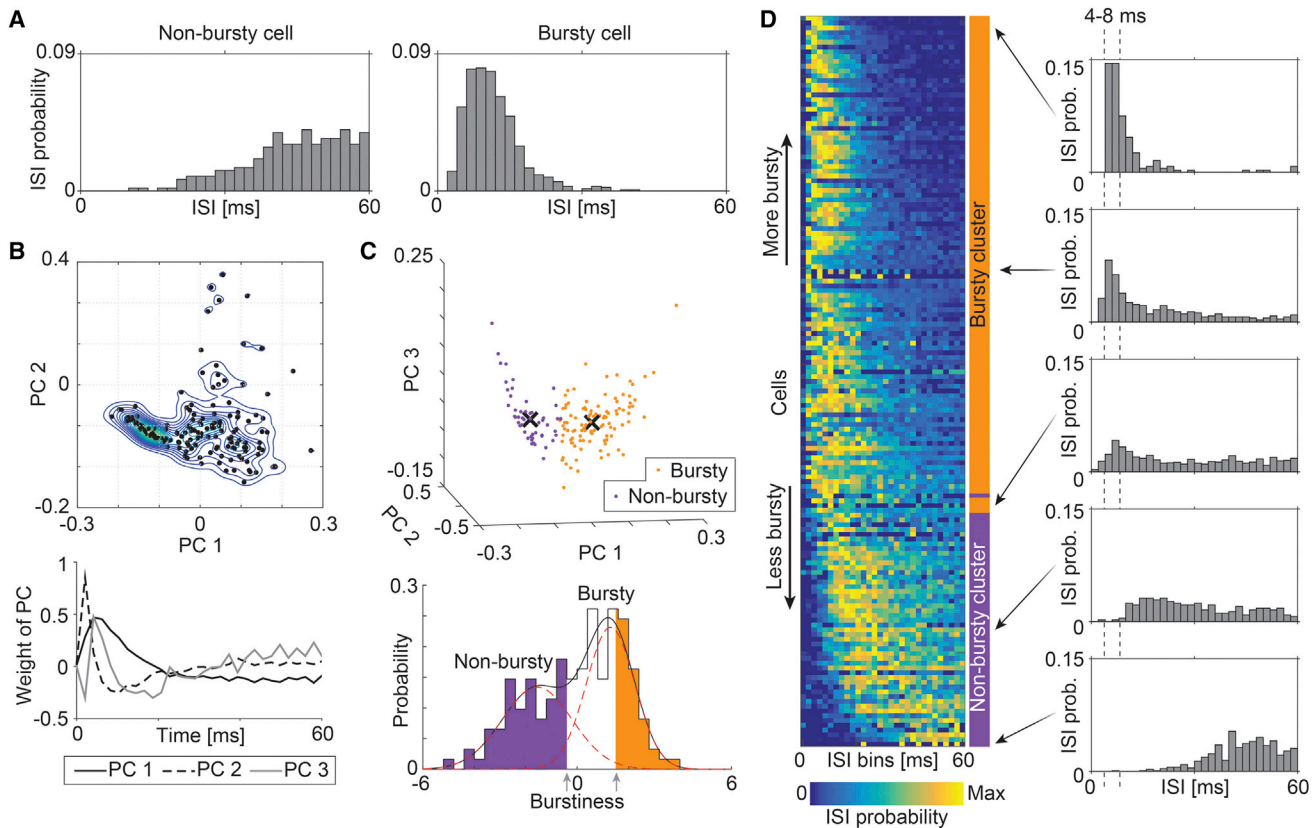 A
Non-bursty cell
Bursty cell
0.09
0
ISI probability
0
ISI [ms]
60
0.09
0
0
ISI [ms]
60
B
0.4
0
-0.2
PC 2
-0.3
0
0.3
PC 1
1
0.5
0
-0.5
Weight of PC
0
Time [ms]
60
PC 1
PC 2
PC 3
C
0.25
PC 3
-0.15
0.5
PC 2
-0.5
-0.3
PC 1
0.3
Bursty
Non-bursty
0.3
0
Probability
Non-bursty
Bursty
-6
0
6
Burstiness
D
More bursty
Cells
Less bursty
Bursty cluster
Non-bursty cluster
0
ISI bins [ms]
60
0
Max
ISI probability
4-8 ms
0.15
ISI prob.
0
0.15
ISI prob.
0
0.15
ISI prob.
0
0.15
ISI prob.
0
0.15
ISI prob.
0
0
ISI [ms]
60